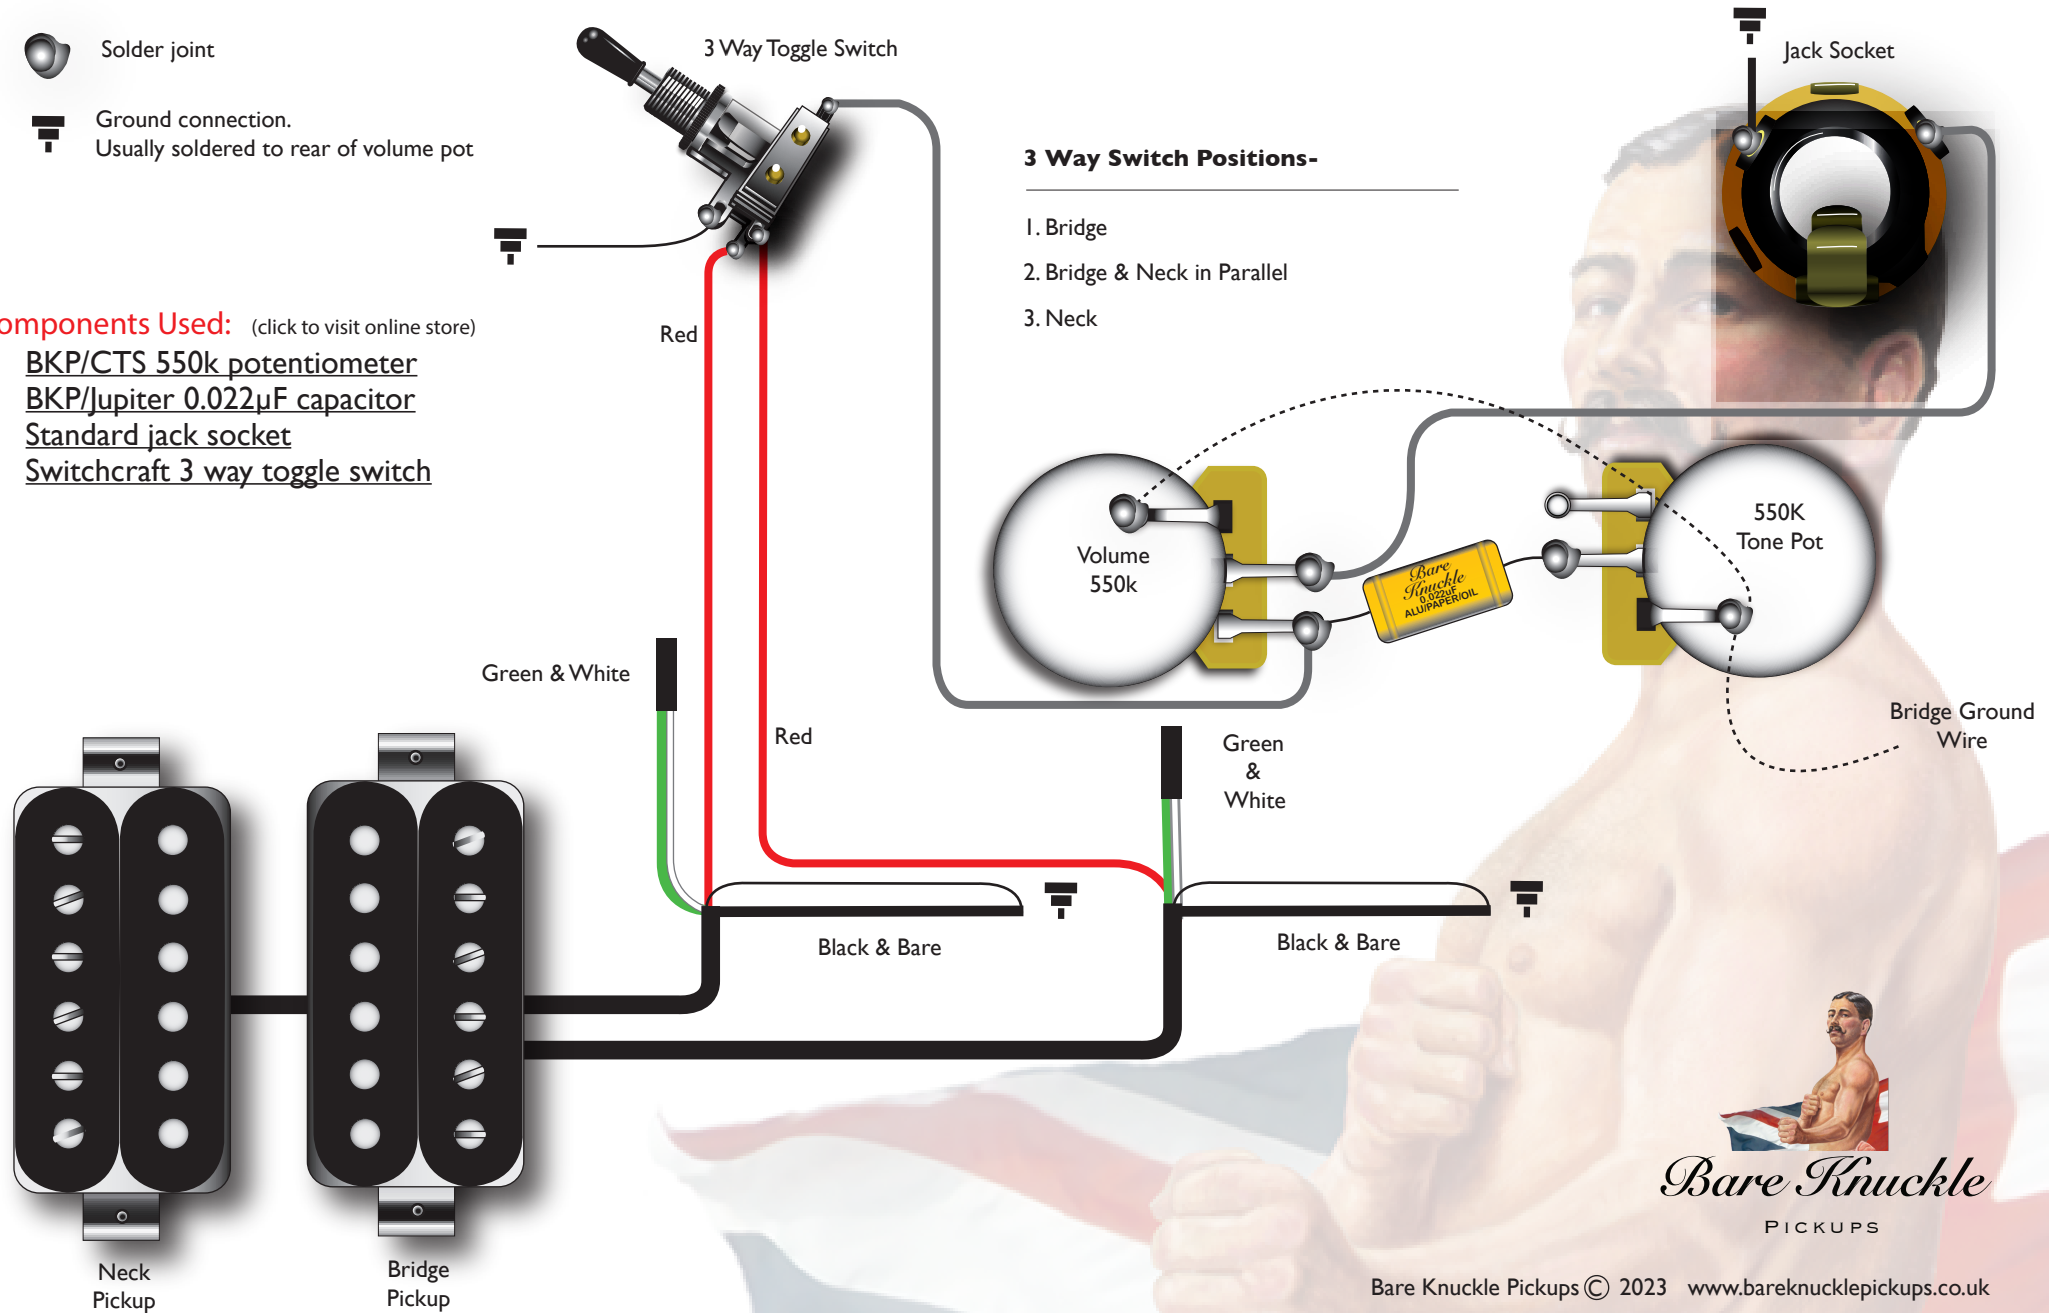 Solder joint
Ground connection.
Usually soldered to rear of volume pot
3 Way Toggle Switch
Jack Socket
3 Way Switch Positions-
1. Bridge
2. Bridge & Neck in Parallel
3. Neck
omponents Used: (click to visit online store)
BKP/CTS 550k potentiometer
BKP/Jupiter 0.022µF capacitor
Standard jack socket
Switchcraft 3 way toggle switch
Red
Volume
550k
Bare
Knuckle
0.022uF
ALU/PAPER/OIL
550K
Tone Pot
Green & White
Red
Green
&
White
Bridge Ground
Wire
Black & Bare
Black & Bare
Neck
Pickup
Bridge
Pickup
Bare Knuckle
PICKUPS
Bare Knuckle Pickups © 2023 www.bareknucklepickups.co.uk